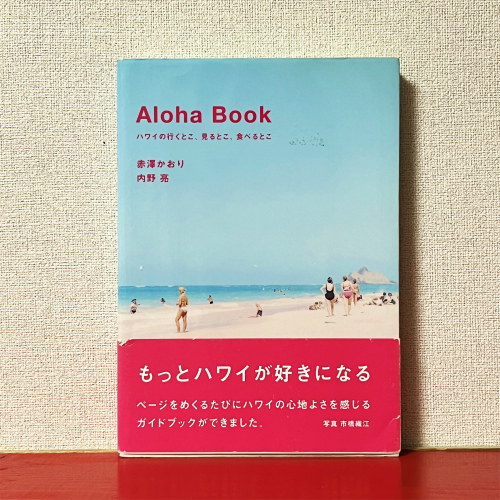 Aloha Book
ハワイの行くとこ、見るとこ、食べるとこ
赤澤かおり
内野 亮
もっとハワイが好きになる
ページをめくるたびにハワイの心地よさを感じる
ガイドブックができました。
写真 市橋織江